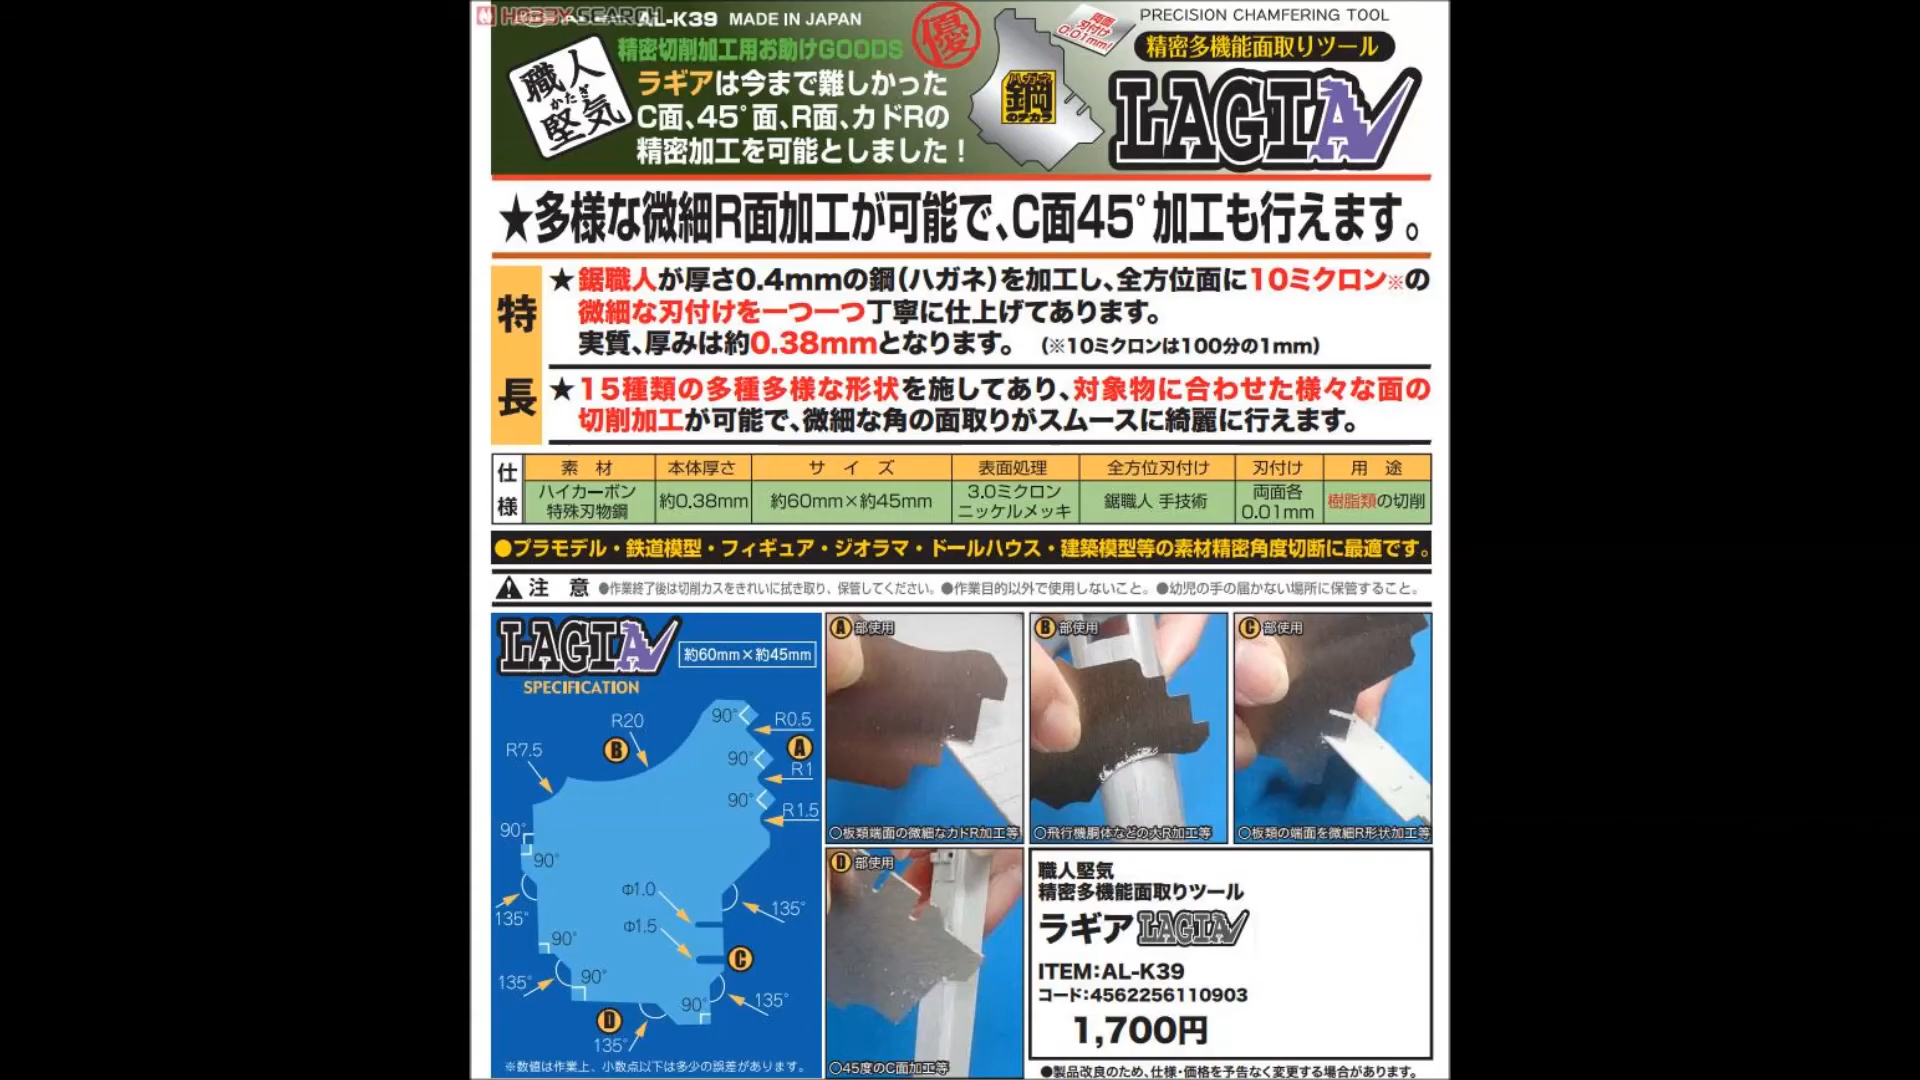 HOBBY SEARCH
AL-K39 MADE IN JAPAN
精密切削加工用お助けGOODS
職人
かたぎ
堅気
ラギアは今まで難しかった
C面、45°面、R面、カドRの
精密加工を可能としました！
優
両面
刃付け
0.01mm!
ハガネ
鋼
のチカラ
PRECISION CHAMFERING TOOL
精密多機能面取りツール
LAGIA
★多様な微細R面加工が可能で、C面45°加工も行えます。
特長
★鋸職人が厚さ0.4mmの鋼（ハガネ）を加工し、全方位面に10ミクロン※の
微細な刃付けを一つ一つ丁寧に仕上げてあります。
実質、厚みは約0.38mmとなります。（※10ミクロンは100分の1mm）
★15種類の多種多様な形状を施してあり、対象物に合わせた様々な面の
切削加工が可能で、微細な角の面取りがスムースに綺麗に行えます。
仕様
素 材 本体厚さ サ イ ズ 表面処理 全方位刃付け 刃付け 用 途
ハイカーボン
特殊刃物鋼
約0.38mm
約60mm×約45mm
3.0ミクロン
ニッケルメッキ
鋸職人 手技術
両面各
0.01mm
樹脂類の切削
●プラモデル・鉄道模型・フィギュア・ジオラマ・ドールハウス・建築模型等の素材精密角度切断に最適です。
注 意 ●作業終了後は切削カスをきれいに拭き取り、保管してください。●作業目的以外で使用しないこと。●幼児の手の届かない場所に保管すること。
LAGIA
約60mm×約45mm
SPECIFICATION
R20
90°
R0.5
B
A
R7.5
90°
R1
90°
R1.5
90°
90°
Φ1.0
135°
135°
Φ1.5
90°
C
135°
90°
90°
135°
D
135°
※数値は作業上、小数点以下は多少の誤差があります。
A部使用
○板類端面の微細なカドR加工等
B部使用
○飛行機胴体などの大R加工等
C部使用
○板類の端面を微細R形状加工等
D部使用
○45度のC面加工等
職人堅気
精密多機能面取りツール
ラギア LAGIA
ITEM：AL-K39
コード：4562256110903
1,700円
●製品改良のため、仕様・価格を予告なく変更する場合があります。